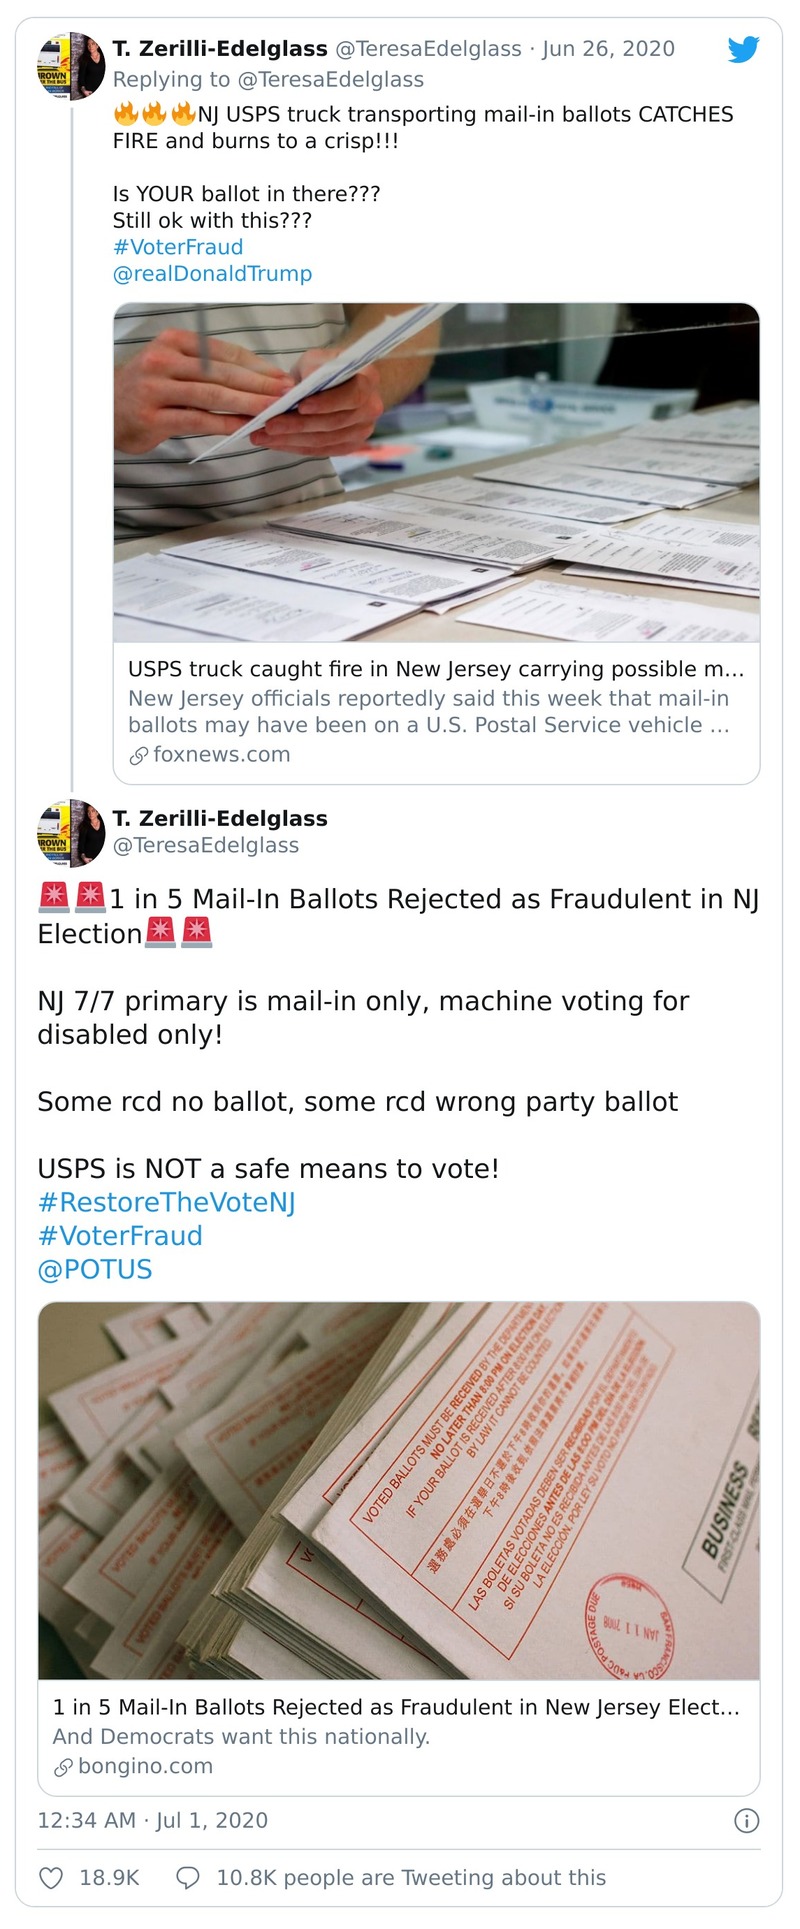 T. Zerilli-Edelglass @TeresaEdelglass · Jun 26, 2020
Replying to @TeresaEdelglass
🔥🔥🔥NJ USPS truck transporting mail-in ballots CATCHES
FIRE and burns to a crisp!!!
Is YOUR ballot in there???
Still ok with this???
#VoterFraud
@realDonaldTrump
USPS truck caught fire in New Jersey carrying possible m...
New Jersey officials reportedly said this week that mail-in
ballots may have been on a U.S. Postal Service vehicle ...
foxnews.com
T. Zerilli-Edelglass
@TeresaEdelglass
🚨🚨1 in 5 Mail-In Ballots Rejected as Fraudulent in NJ
Election🚨🚨
NJ 7/7 primary is mail-in only, machine voting for
disabled only!
Some rcd no ballot, some rcd wrong party ballot
USPS is NOT a safe means to vote!
#RestoreTheVoteNJ
#VoterFraud
@POTUS
VOTED BALLOTS MUST BE RECEIVED BY THE DEPARTMENT
NO LATER THAN 8:00 PM ON ELECTION DAY.
IF YOUR BALLOT IS RECEIVED AFTER 8:00 PM ON ELECTION
BY LAW IT CANNOT BE COUNTED
LAS BOLETAS VOTADAS DEBEN SER RECIBIDAS POR EL DEPARTAMENTO
DE ELECCIONES ANTES DE LAS 8:00 PM DEL DÍA DE LA ELECCIÓN
SI SU BOLETA NO ES RECIBIDA ANTES DE LAS
LA ELECCIÓN, POR LEY SU VOTO NO PUEDE SER CONTADO
BUSINESS
FIRST-CLASS MAIL
POSTAGE DUE
JAN 11 2008
SAN FRANCISCO, CA
1 in 5 Mail-In Ballots Rejected as Fraudulent in New Jersey Elect...
And Democrats want this nationally.
bongino.com
12:34 AM · Jul 1, 2020
18.9K 10.8K people are Tweeting about this